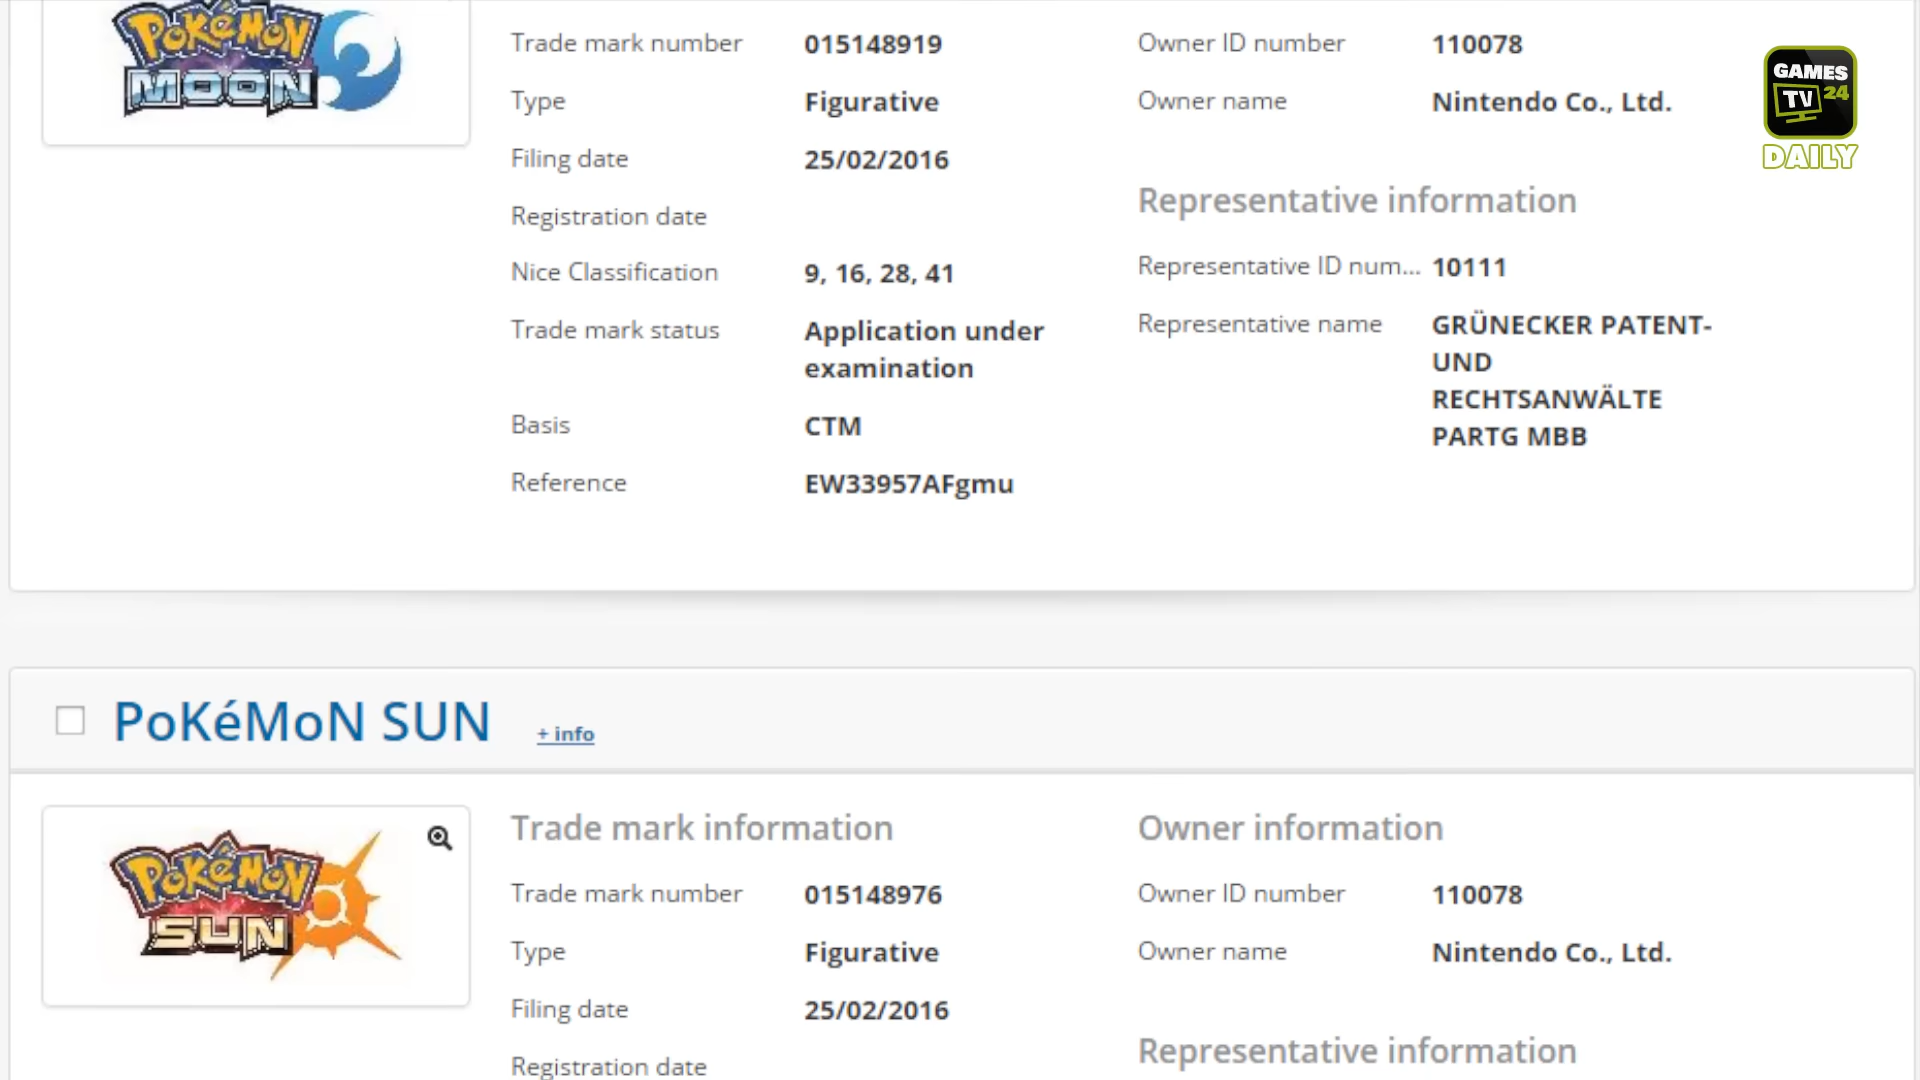 POKéMON
MOON
Trade mark number 015148919
Type Figurative
Filing date 25/02/2016
Registration date
Nice Classification 9, 16, 28, 41
Trade mark status Application under
examination
Basis CTM
Reference EW33957AFgmu
Owner ID number 110078
Owner name Nintendo Co., Ltd.
Representative information
Representative ID num... 10111
Representative name GRÜNECKER PATENT-
UND
RECHTSANWÄLTE
PARTG MBB
GAMES
TV 24
DAILY
PoKéMoN SUN + info
POKéMON
SUN
Trade mark information
Trade mark number 015148976
Type Figurative
Filing date 25/02/2016
Registration date
Owner information
Owner ID number 110078
Owner name Nintendo Co., Ltd.
Representative information